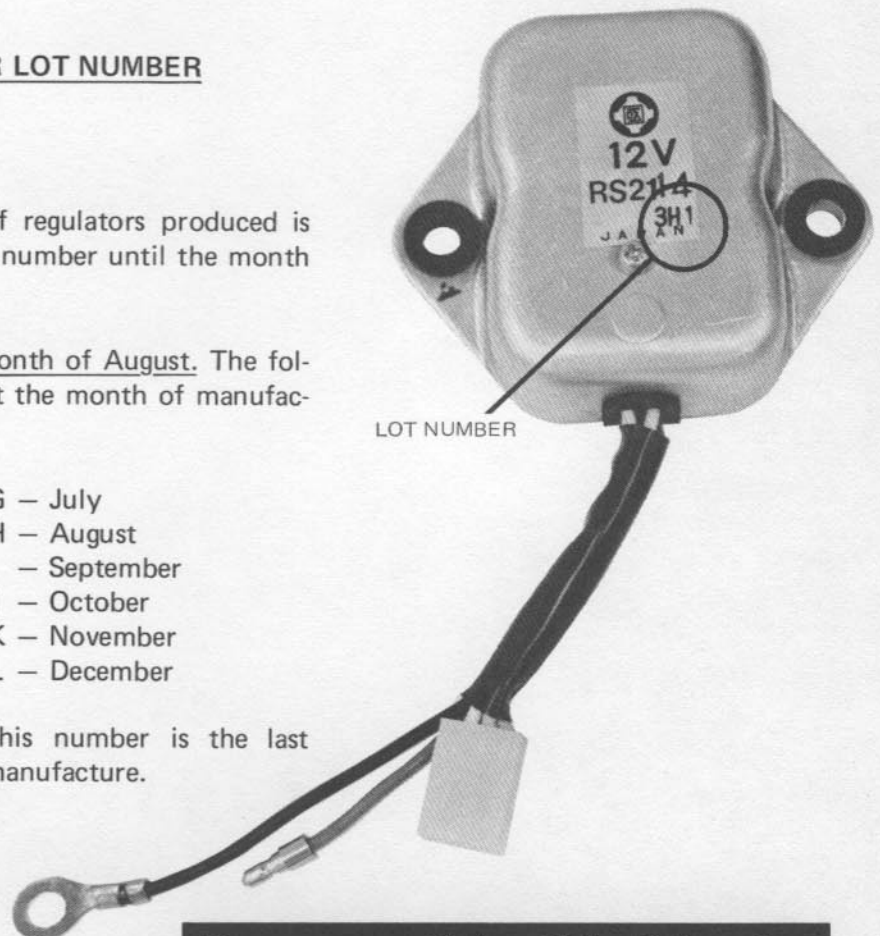 R LOT NUMBER
f regulators produced is
number until the month
onth of August. The fol-
t the month of manufac-
G — July
H — August
— September
— October
K — November
L — December
his number is the last
manufacture.
12V
RS2114
3H1
JAPAN
LOT NUMBER